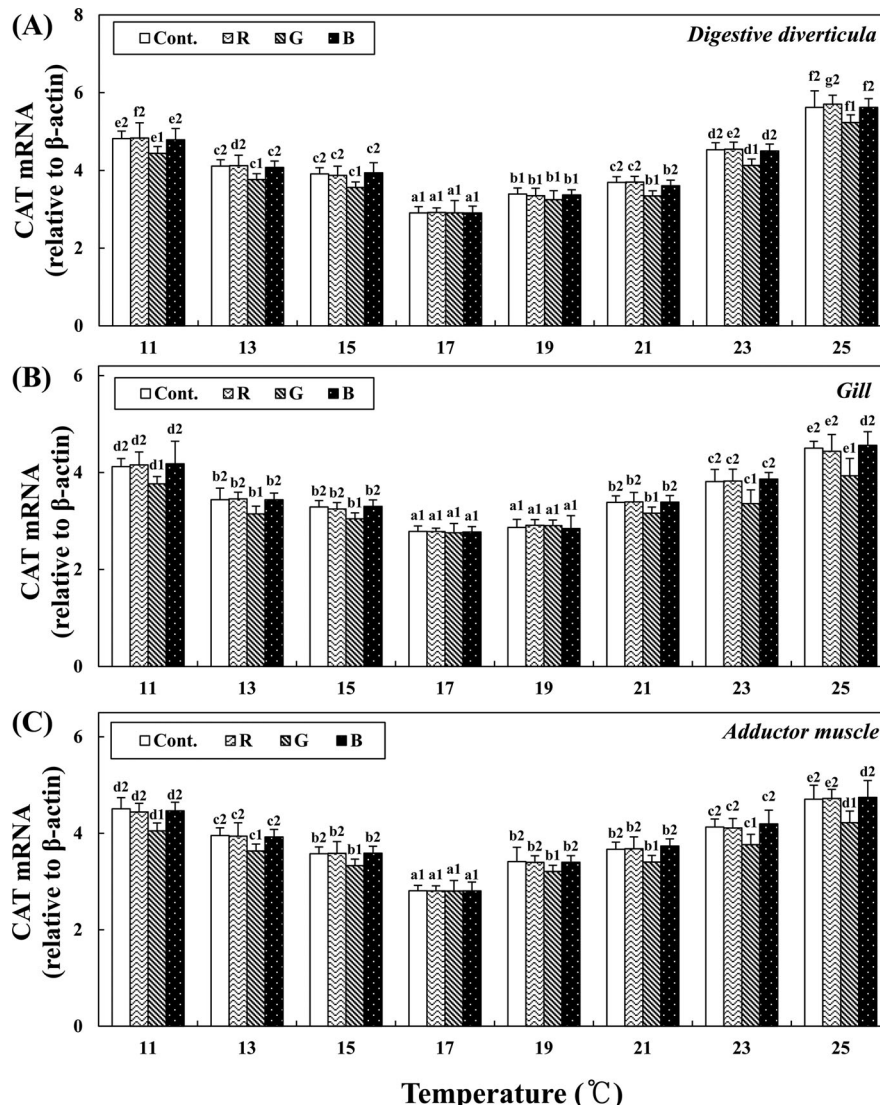 (A)
8
6
4
2
0
CAT mRNA
(relative to β-actin)
Cont. R G B
Digestive diverticula
e2 f2 e1 e2
c2 d2 c1 c2
c2 c2 c1 c2
a1 a1 a1 a1
b1 b1 b1 b1
c2 c2 b1 b2
d2 e2 d1 d2
f2 g2 f1 f2
11 13 15 17 19 21 23 25
(B)
6
4
2
0
CAT mRNA
(relative to β-actin)
Cont. R G B
Gill
d2 d2 d1 d2
b2 b2 b1 b2
b2 b2 b1 b2
a1 a1 a1 a1
a1 a1 a1 a1
b2 b2 b1 b2
c2 c2 c1 c2
e2 e2 e1 e2
11 13 15 17 19 21 23 25
(C)
6
4
2
0
CAT mRNA
(relative to β-actin)
Cont. R G B
Adductor muscle
d2 d2 d1 d2
c2 c2 c1 c2
b2 b2 b1 b2
a1 a1 a1 a1
b2 b2 b1 b2
b2 b2 b1 b2
c2 c2 c1 c2
e2 e2 d1 d2
11 13 15 17 19 21 23 25
Temperature (℃)